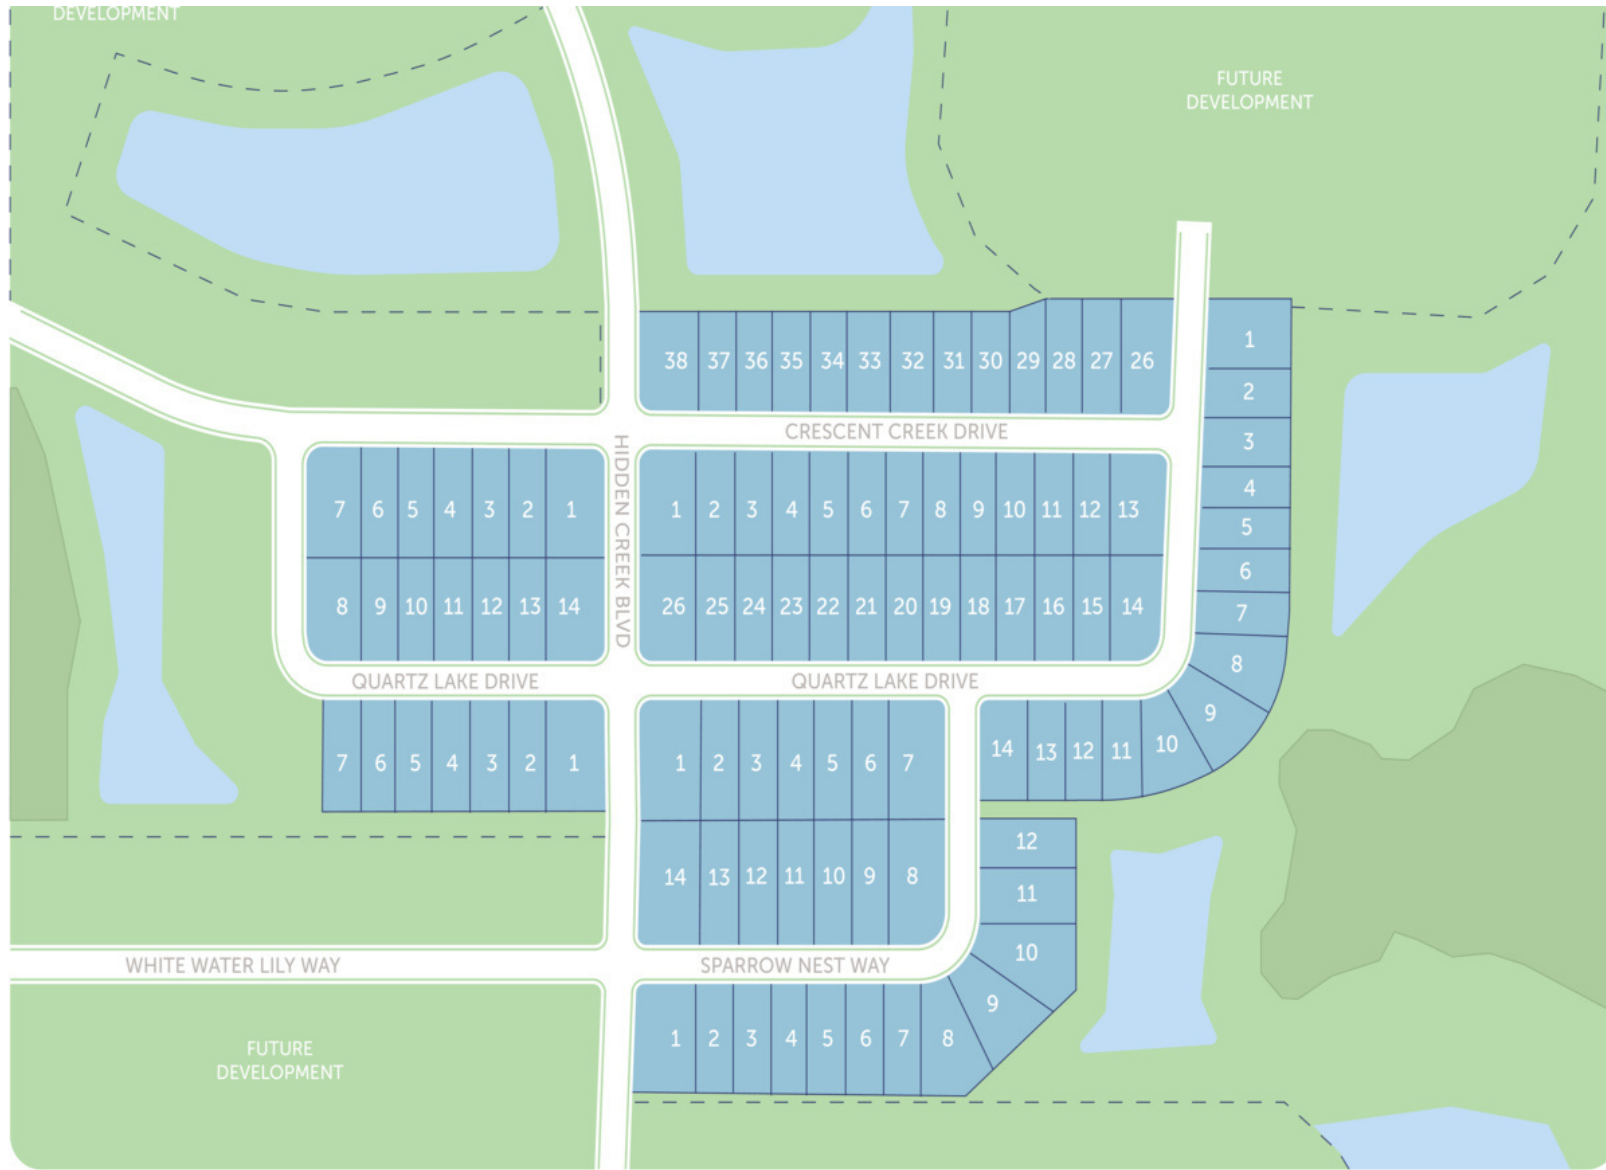 DEVELOPMENT
FUTURE
DEVELOPMENT
38 37 36 35 34 33 32 31 30 29 28 27 26
1
2
3
4
5
6
7
8
9
10
11
12
13
14
CRESCENT CREEK DRIVE
HIDDEN CREEK BLVD
7 6 5 4 3 2 1
8 9 10 11 12 13 14
1 2 3 4 5 6 7 8 9 10 11 12 13
26 25 24 23 22 21 20 19 18 17 16 15 14
QUARTZ LAKE DRIVE
QUARTZ LAKE DRIVE
7 6 5 4 3 2 1
1 2 3 4 5 6 7
14 13 12 11 10 9 8
12
11
10
9
WHITE WATER LILY WAY
SPARROW NEST WAY
1 2 3 4 5 6 7 8
FUTURE
DEVELOPMENT